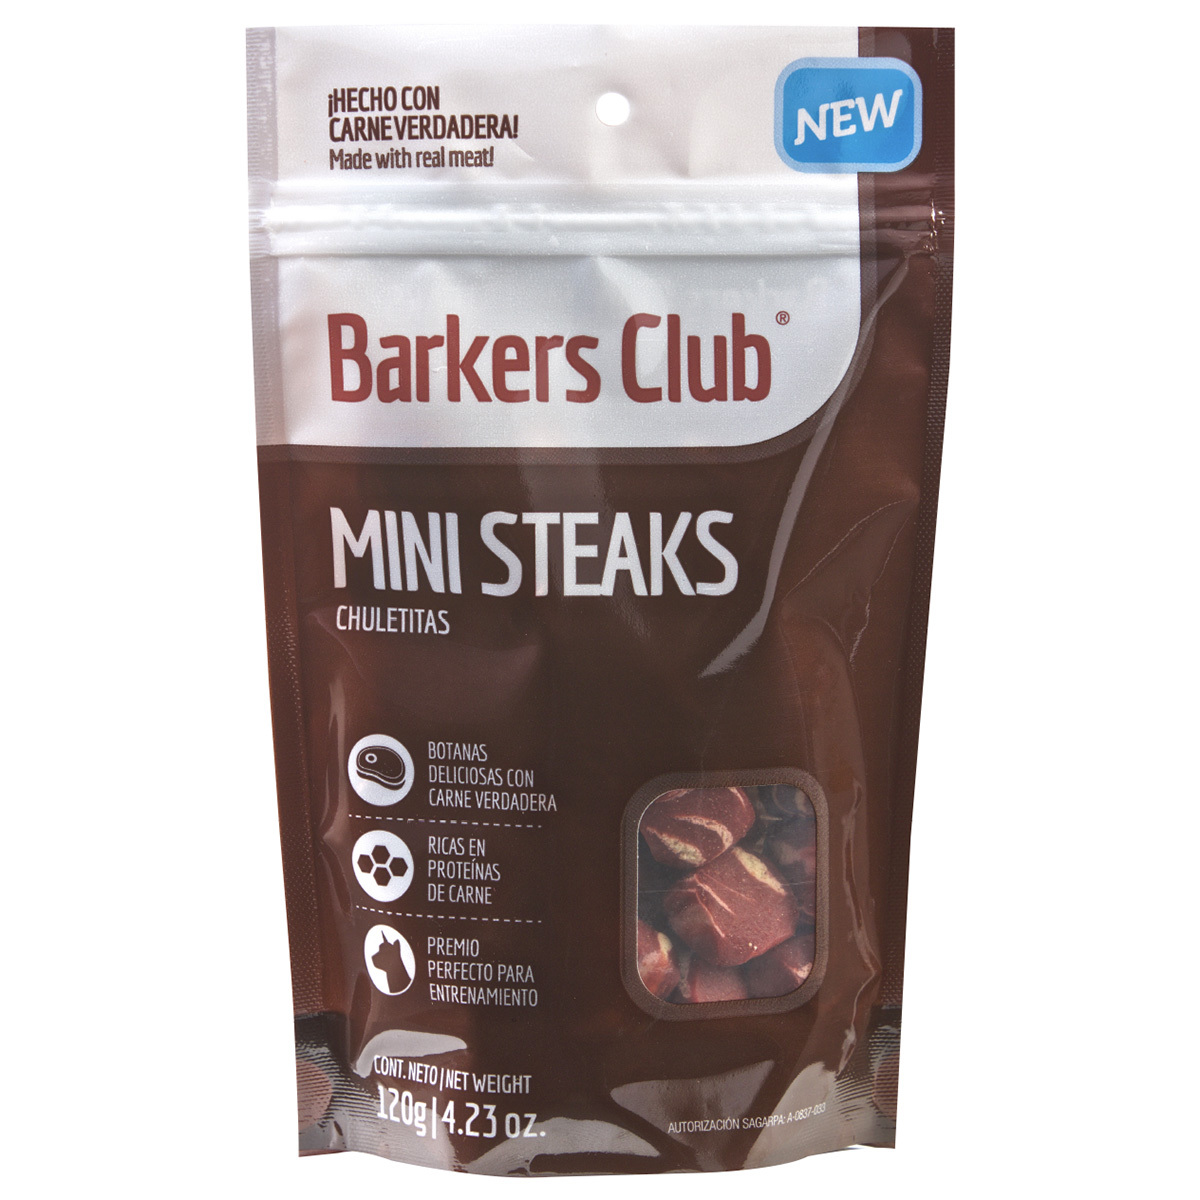 ¡HECHO CON
CARNE VERDADERA!
Made with real meat!
NEW
Barkers Club®
MINI STEAKS
CHULETITAS
BOTANAS
DELICIOSAS CON
CARNE VERDADERA
RICAS EN
PROTEÍNAS
DE CARNE
PREMIO
PERFECTO PARA
ENTRENAMIENTO
CONT. NETO|NET WEIGHT
120g|4.23 oz.
AUTORIZACIÓN SAGARPA: A-0837-033